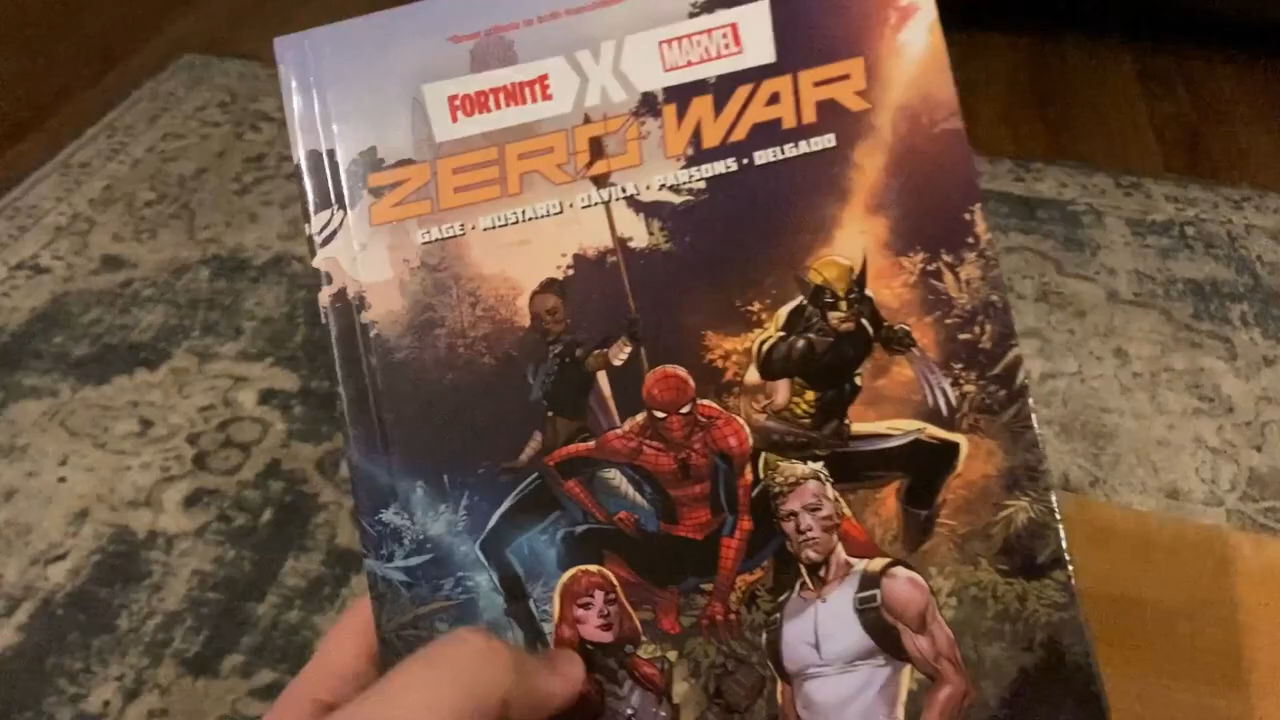 FORTNITE X MARVEL
ZERO WAR
GAGE · MUSTARD · DAVILA · PARSONS · DELGADO